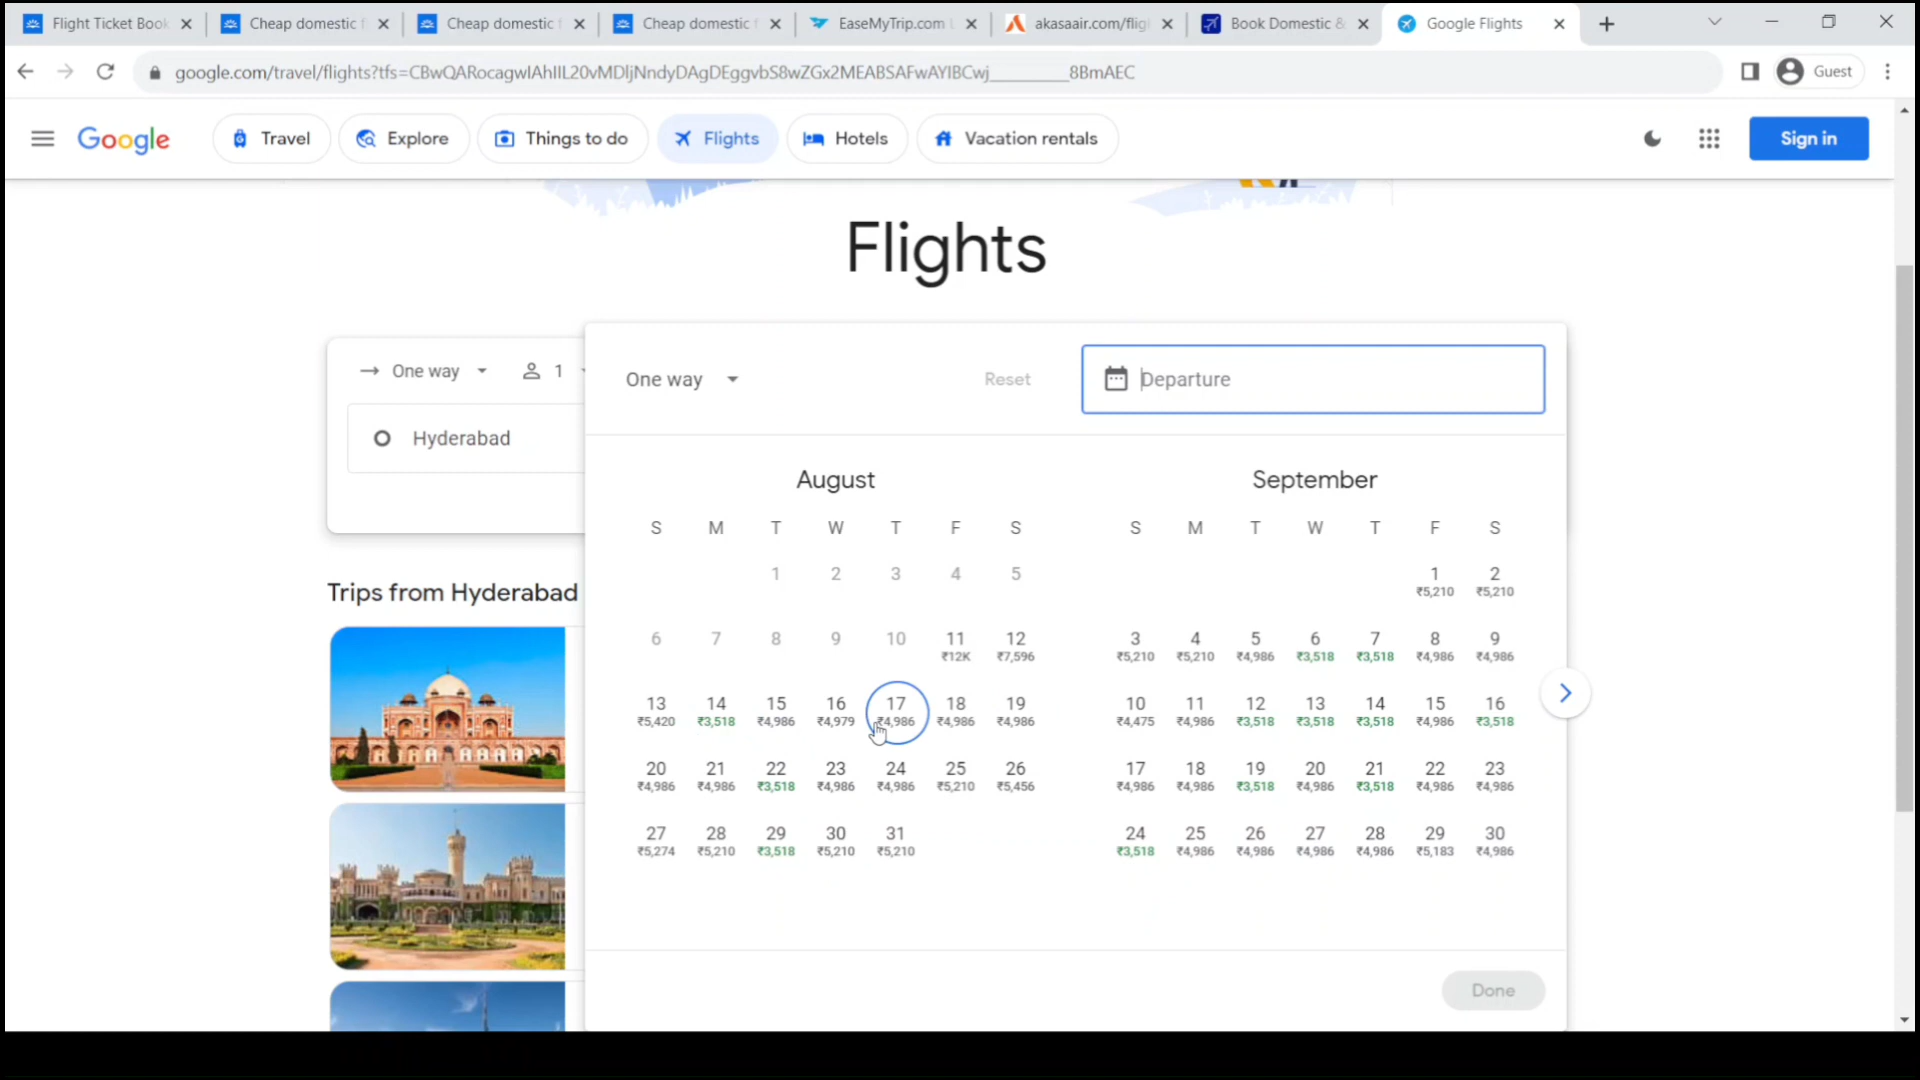 Flight Ticket Book
Cheap domestic f
Cheap domestic f
Cheap domestic f
EaseMyTrip.com
akasaair.com/flig
Book Domestic &
Google Flights
google.com/travel/flights?tfs=CBwQARocagwIAhIIL20vMDljNndyDAgDEggvbS8wZGx2MEABSAFwAYIBCwj_________8BmAEC
Guest
Google
Travel
Explore
Things to do
Flights
Hotels
Vacation rentals
Sign in
Flights
One way
1
Hyderabad
Trips from Hyderabad
One way
Reset
Departure
August
S M T W T F S
1 2 3 4 5
6 7 8 9 10 11 12
₹12K ₹7,596
13 14 15 16 17 18 19
₹5,420 ₹3,518 ₹4,986 ₹4,979 ₹4,986 ₹4,986 ₹4,986
20 21 22 23 24 25 26
₹4,986 ₹4,986 ₹3,518 ₹4,986 ₹4,986 ₹5,210 ₹5,456
27 28 29 30 31
₹5,274 ₹5,210 ₹3,518 ₹5,210 ₹5,210
September
S M T W T F S
1 2
₹5,210 ₹5,210
3 4 5 6 7 8 9
₹5,210 ₹5,210 ₹4,986 ₹3,518 ₹3,518 ₹4,986 ₹4,986
10 11 12 13 14 15 16
₹4,475 ₹4,986 ₹3,518 ₹3,518 ₹3,518 ₹4,986 ₹3,518
17 18 19 20 21 22 23
₹4,986 ₹4,986 ₹3,518 ₹4,986 ₹3,518 ₹4,986 ₹4,986
24 25 26 27 28 29 30
₹3,518 ₹4,986 ₹4,986 ₹4,986 ₹4,986 ₹5,183 ₹4,986
Done